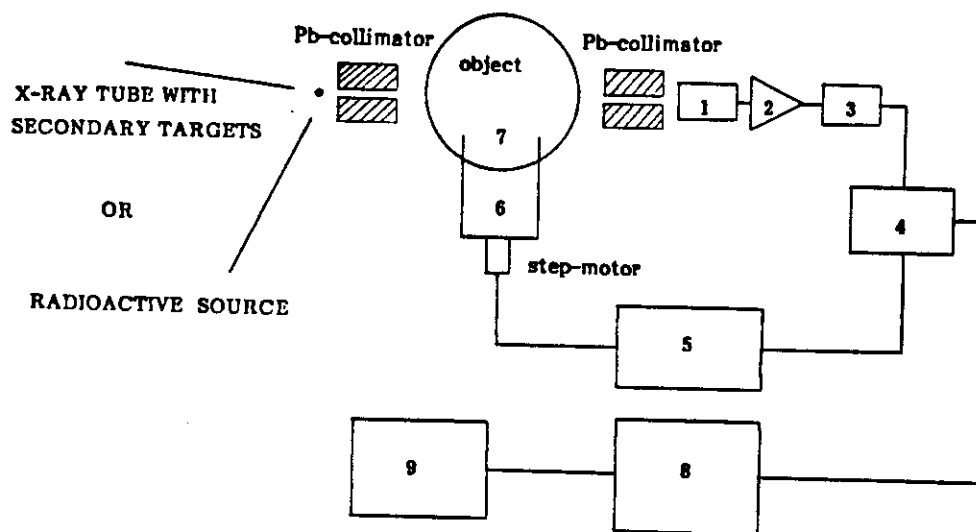 Pb-collimator
Pb-collimator
object
X-RAY TUBE WITH
SECONDARY TARGETS
1
2
3
7
OR
6
4
step-motor
RADIOACTIVE SOURCE
5
9
8